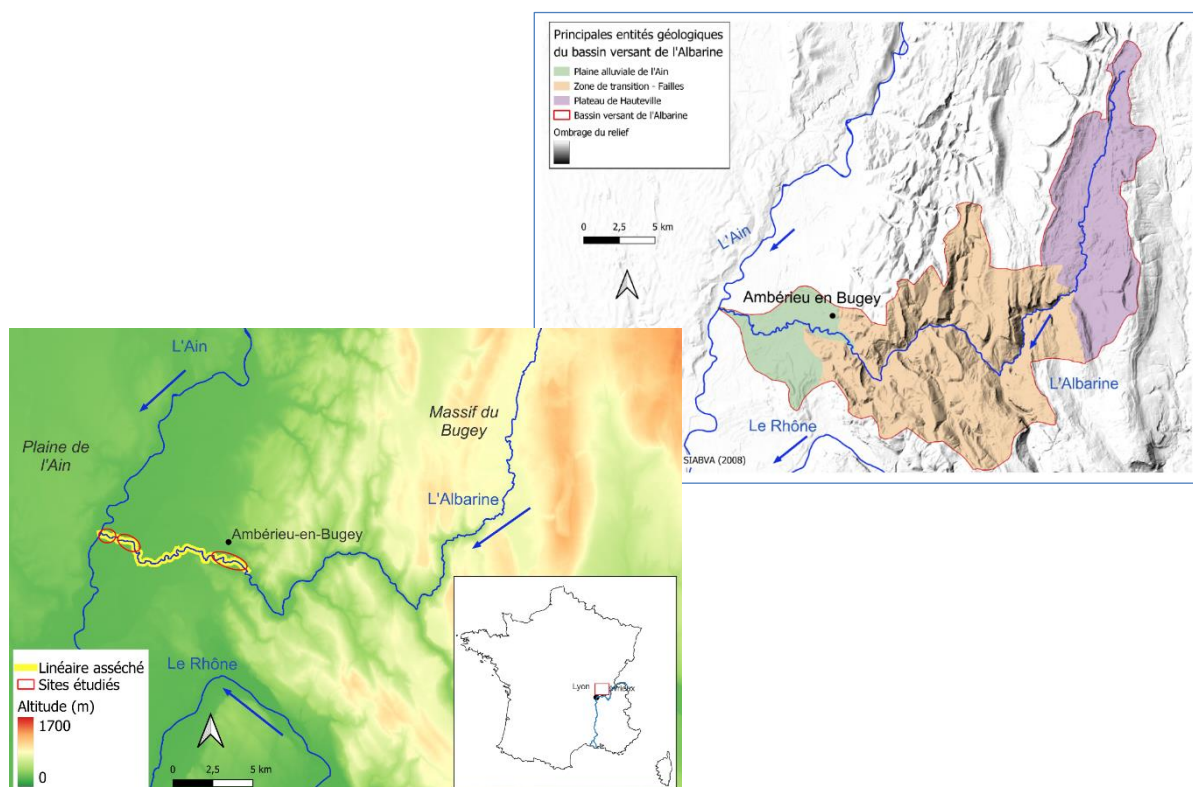 Principales entités géologiques
du bassin versant de l'Albarine
Plaine alluviale de l'Ain
Zone de transition - Failles
Plateau de Hauteville
Bassin versant de l'Albarine
Ombrage du relief
0 2,5 5 km
L'Ain
Ambérieu en Bugey
L'Albarine
Le Rhône
SIABVA (2008)
L'Ain
Massif du
Bugey
Plaine de
l'Ain
L'Albarine
Ambérieu-en-Bugey
Le Rhône
Linéaire asséché
Sites étudiés
Altitude (m)
1700
0
0 2,5 5 km
Lyon